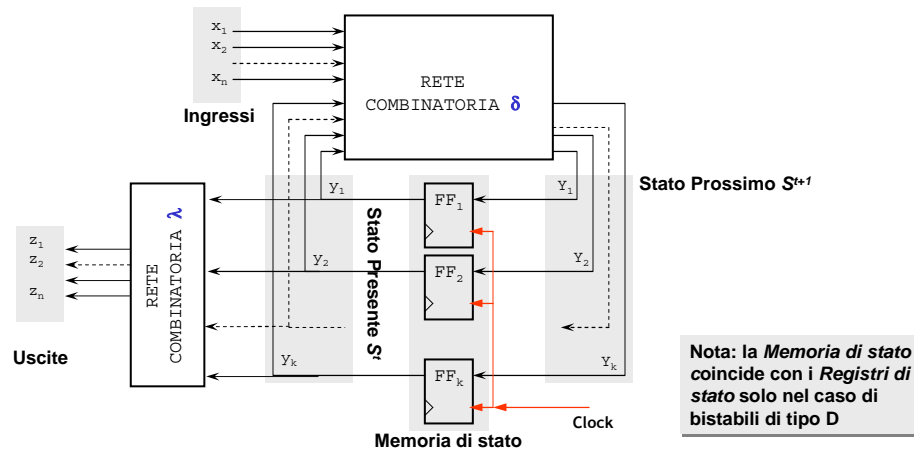 x1
x2
xn
Ingressi
RETE
COMBINATORIA δ
Stato Prossimo S^t+1
y1
y2
yk
Stato Presente S^t
FF1
FF2
FFk
Y1
Y2
Yk
RETE
COMBINATORIA λ
z1
z2
zn
Uscite
Clock
Memoria di stato
Nota: la Memoria di stato
coincide con i Registri di
stato solo nel caso di
bistabili di tipo D